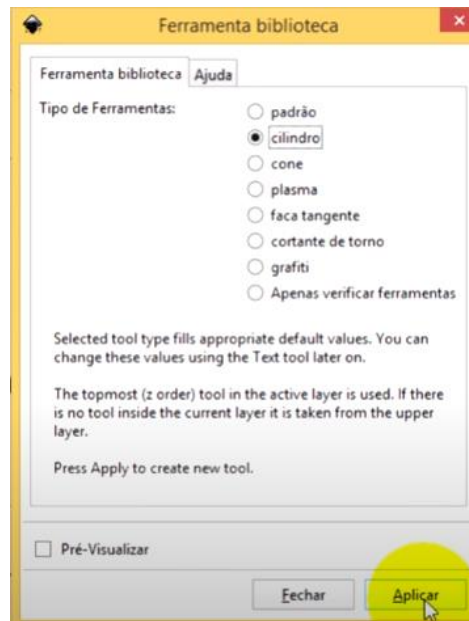 Ferramenta biblioteca
Ferramenta biblioteca Ajuda
Tipo de Ferramentas:
padrão
cilindro
cone
plasma
faca tangente
cortante de torno
grafiti
Apenas verificar ferramentas
Selected tool type fills appropriate default values. You can
change these values using the Text tool later on.
The topmost (z order) tool in the active layer is used. If there
is no tool inside the current layer it is taken from the upper
layer.
Press Apply to create new tool.
Pré-Visualizar
Fechar Aplicar